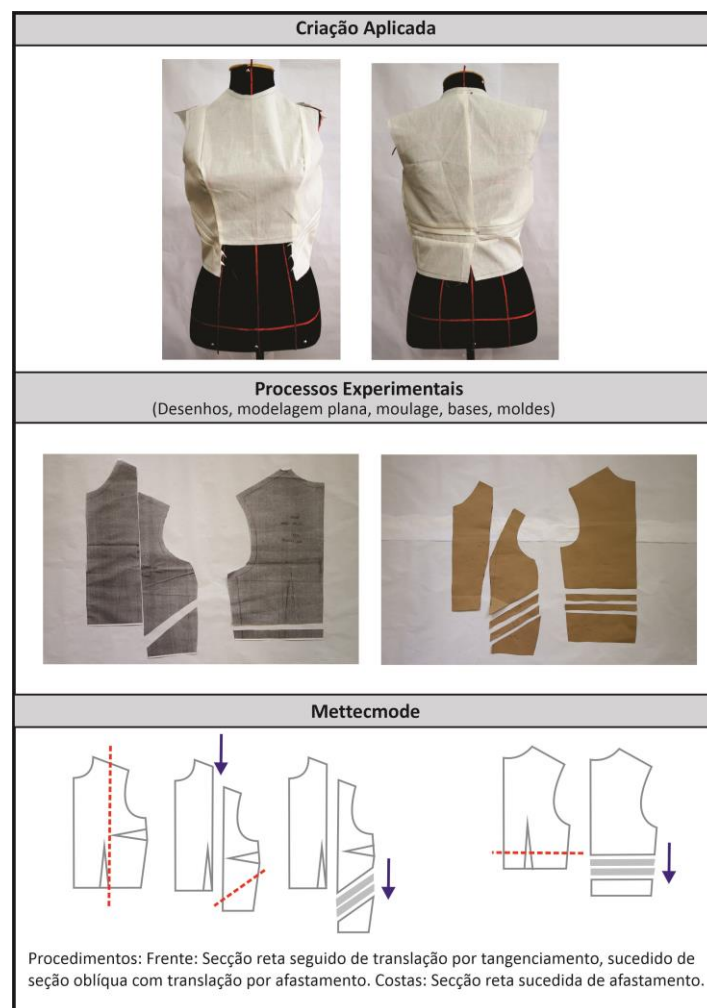 Criação Aplicada
Processos Experimentais
(Desenhos, modelagem plana, moulage, bases, moldes)
Mettecmode
Procedimentos: Frente: Secção reta seguido de translação por tangenciamento, sucedido de
seção oblíqua com translação por afastamento. Costas: Secção reta sucedida de afastamento.